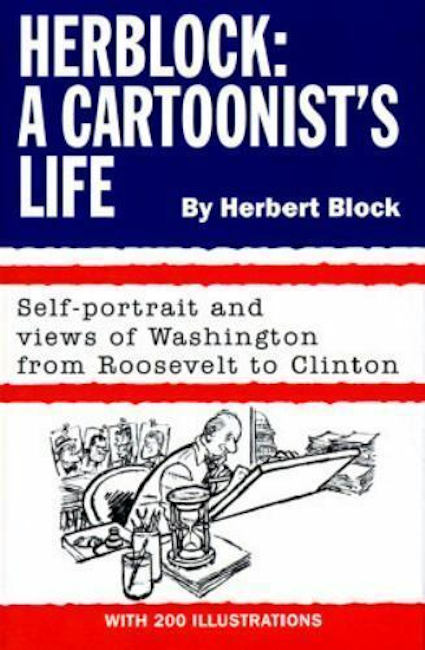 HERBLOCK:
A CARTOONIST'S
LIFE
By Herbert Block
Self-portrait and
views of Washington
from Roosevelt to Clinton
WITH 200 ILLUSTRATIONS